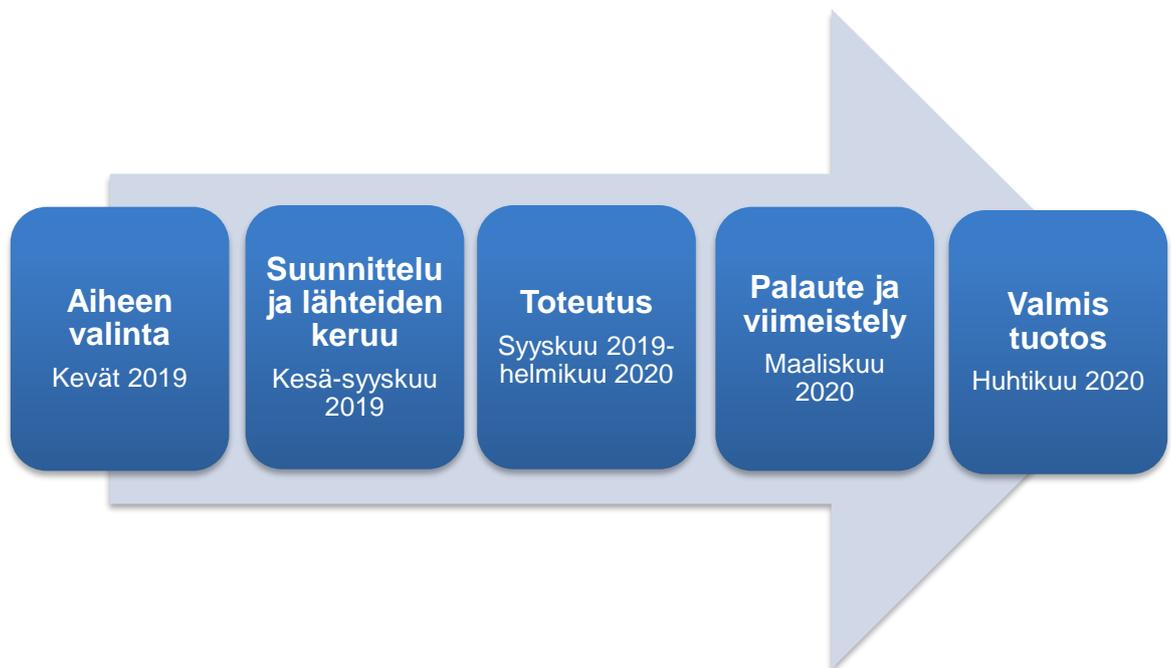 Aiheen
valinta
Kevät 2019
Suunnittelu
ja lähteiden
keruu
Kesä-syyskuu
2019
Toteutus
Syyskuu 2019-
helmikuu 2020
Palaute ja
viimeistely
Maaliskuu
2020
Valmis
tuotos
Huhtikuu 2020